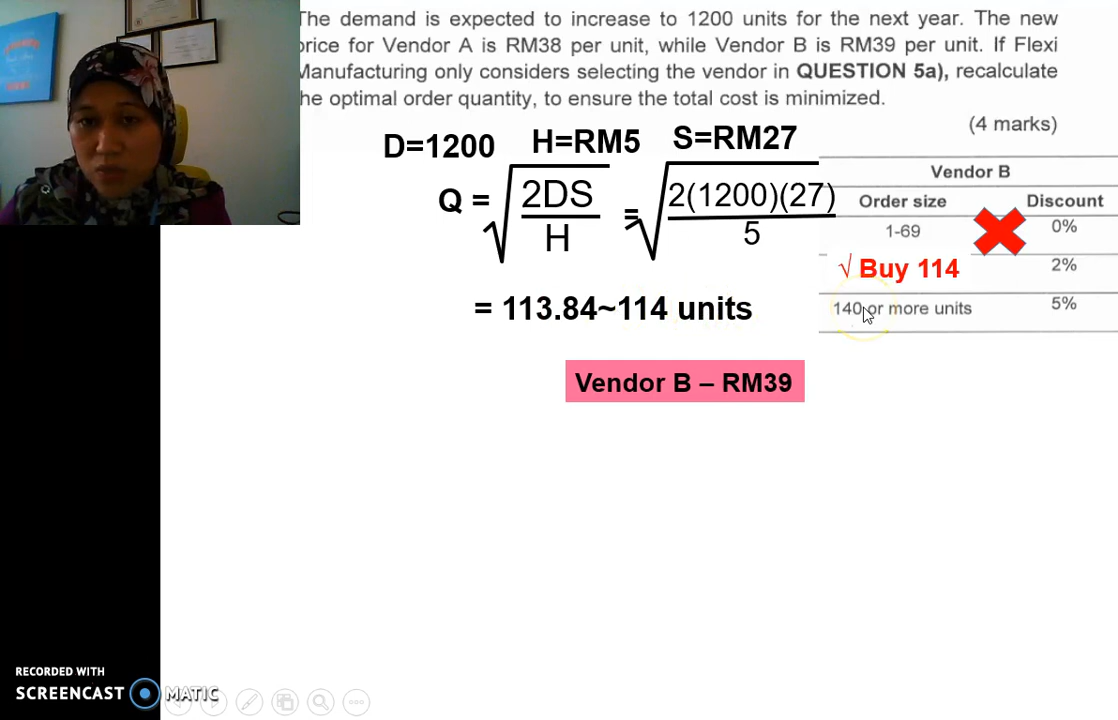 The demand is expected to increase to 1200 units for the next year. The new
price for Vendor A is RM38 per unit, while Vendor B is RM39 per unit. If Flexi
Manufacturing only considers selecting the vendor in QUESTION 5a), recalculate
the optimal order quantity, to ensure the total cost is minimized.
(4 marks)
D=1200 H=RM5 S=RM27
Q = √2DS/H = √2(1200)(27)/5
= 113.84~114 units
Vendor B
Order size Discount
1-69 0%
√ Buy 114 2%
140 or more units 5%
Vendor B – RM39
RECORDED WITH
SCREENCAST MATIC